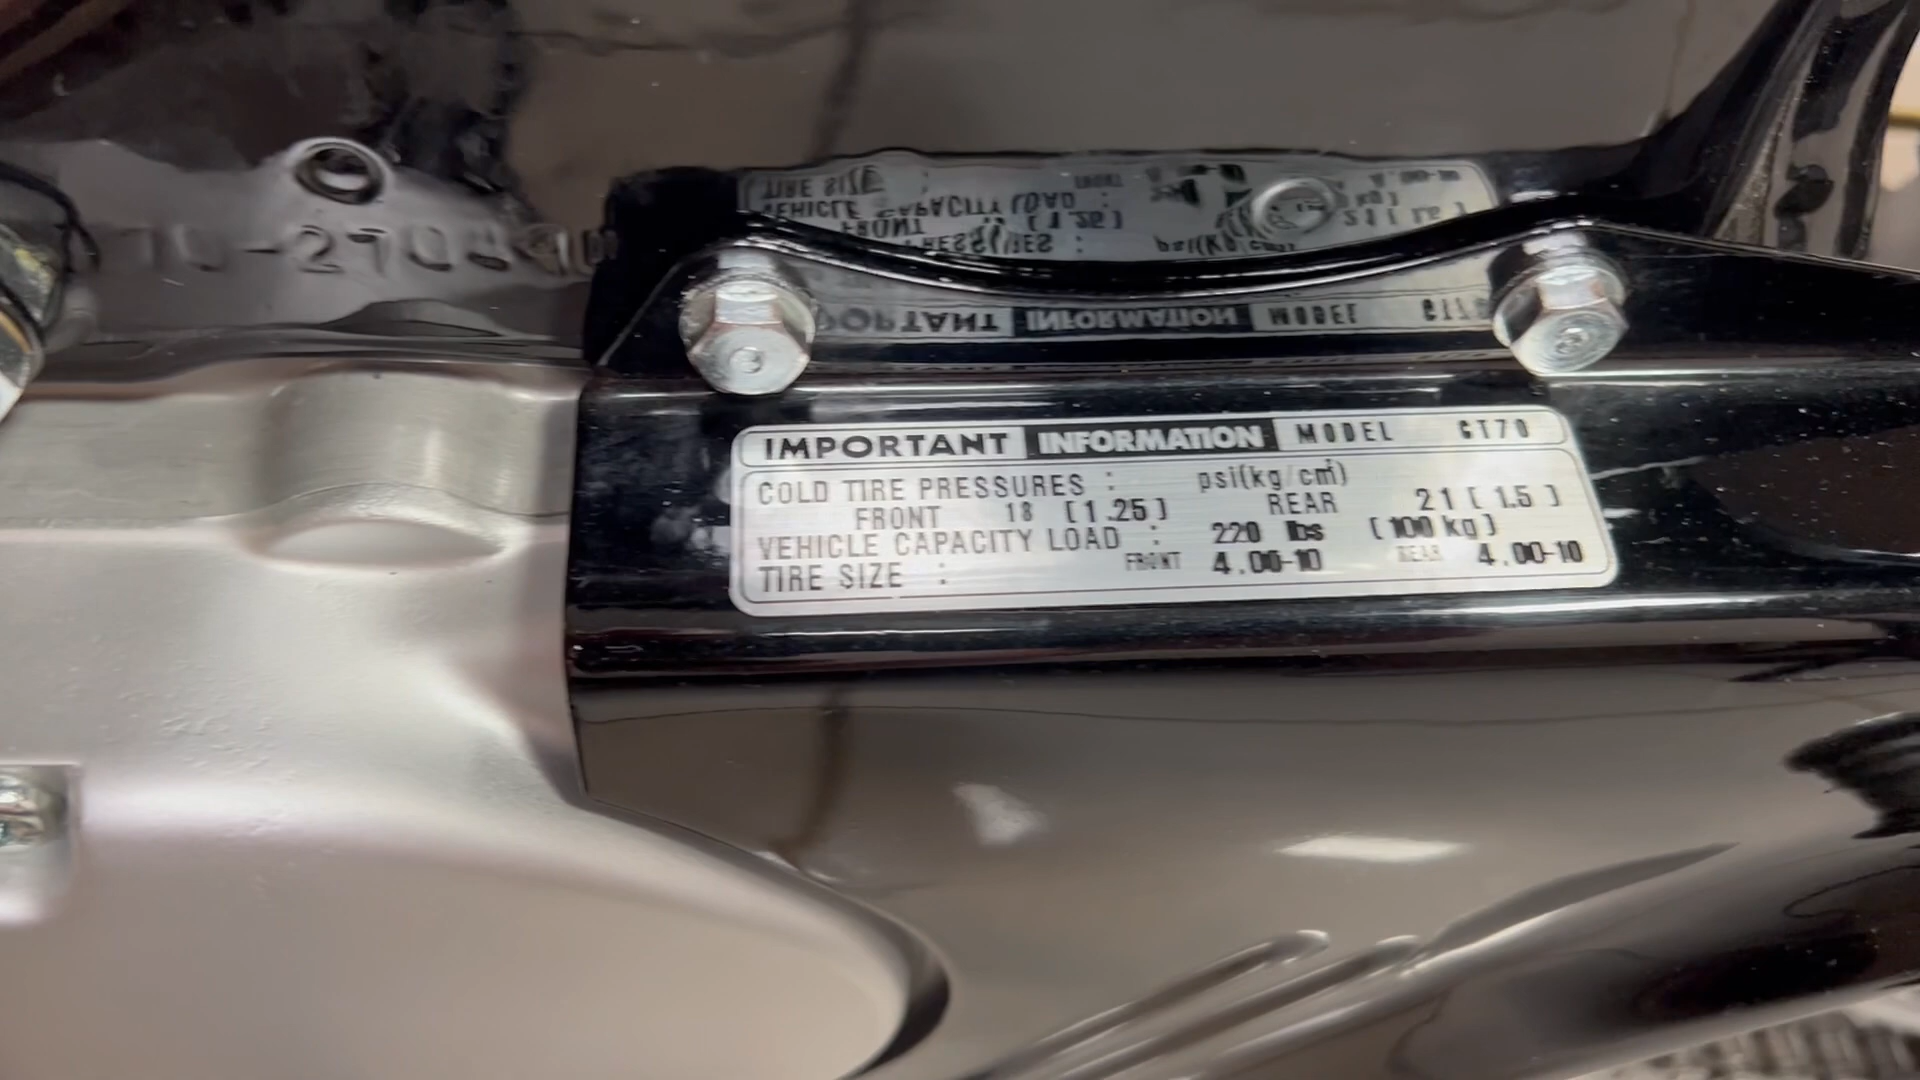 IMPORTANT INFORMATION MODEL CT70
COLD TIRE PRESSURES : psi(kg/cm²)
FRONT 18 [1.25] REAR 21 [1.5]
VEHICLE CAPACITY LOAD : 220 lbs [100 kg]
TIRE SIZE : FRONT 4.00-10 REAR 4.00-10